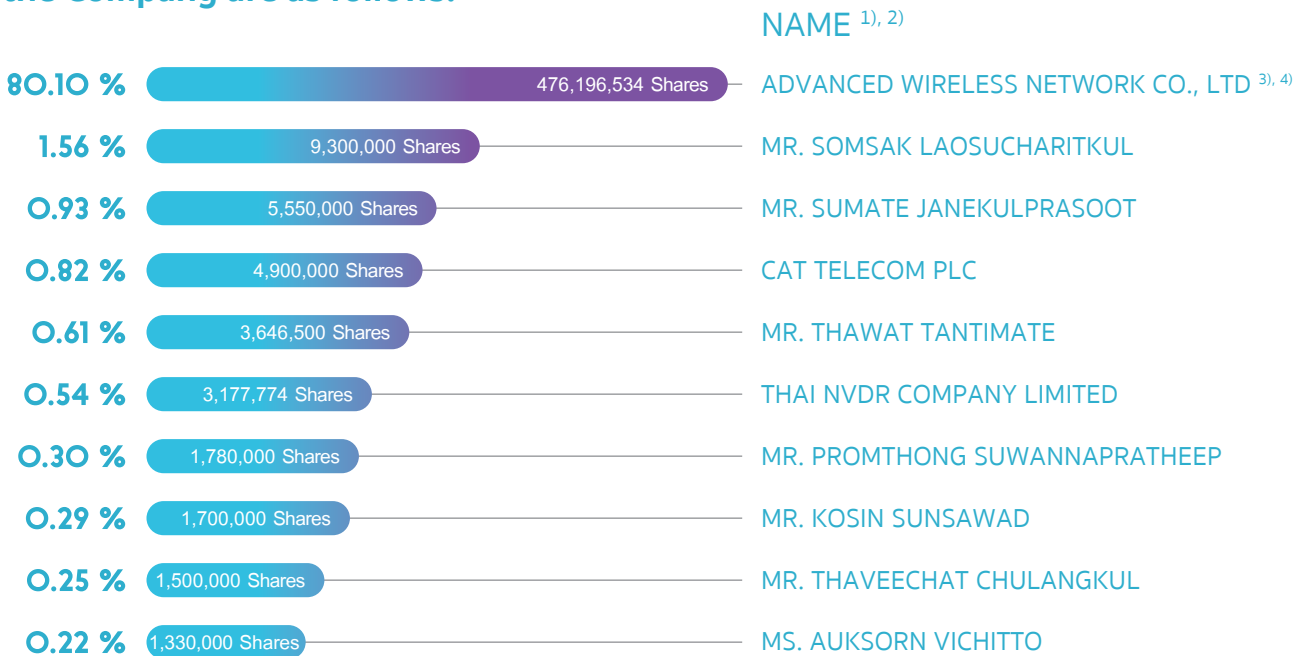 the Company are as follows:
NAME 1), 2)
80.10 % 476,196,534 Shares ADVANCED WIRELESS NETWORK CO., LTD 3), 4)
1.56 % 9,300,000 Shares MR. SOMSAK LAOSUCHARITKUL
0.93 % 5,550,000 Shares MR. SUMATE JANEKULPRASOOT
0.82 % 4,900,000 Shares CAT TELECOM PLC
0.61 % 3,646,500 Shares MR. THAWAT TANTIMATE
0.54 % 3,177,774 Shares THAI NVDR COMPANY LIMITED
0.30 % 1,780,000 Shares MR. PROMTHONG SUWANNAPRATHEEP
0.29 % 1,700,000 Shares MR. KOSIN SUNSAWAD
0.25 % 1,500,000 Shares MR. THAVEECHAT CHULANGKUL
0.22 % 1,330,000 Shares MS. AUKSORN VICHITTO